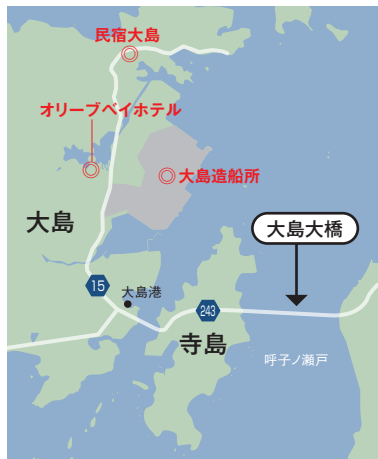 民宿大島
オリーブベイホテル
大島造船所
大島
大島大橋
15
大島港
243
寺島
呼子ノ瀬戸